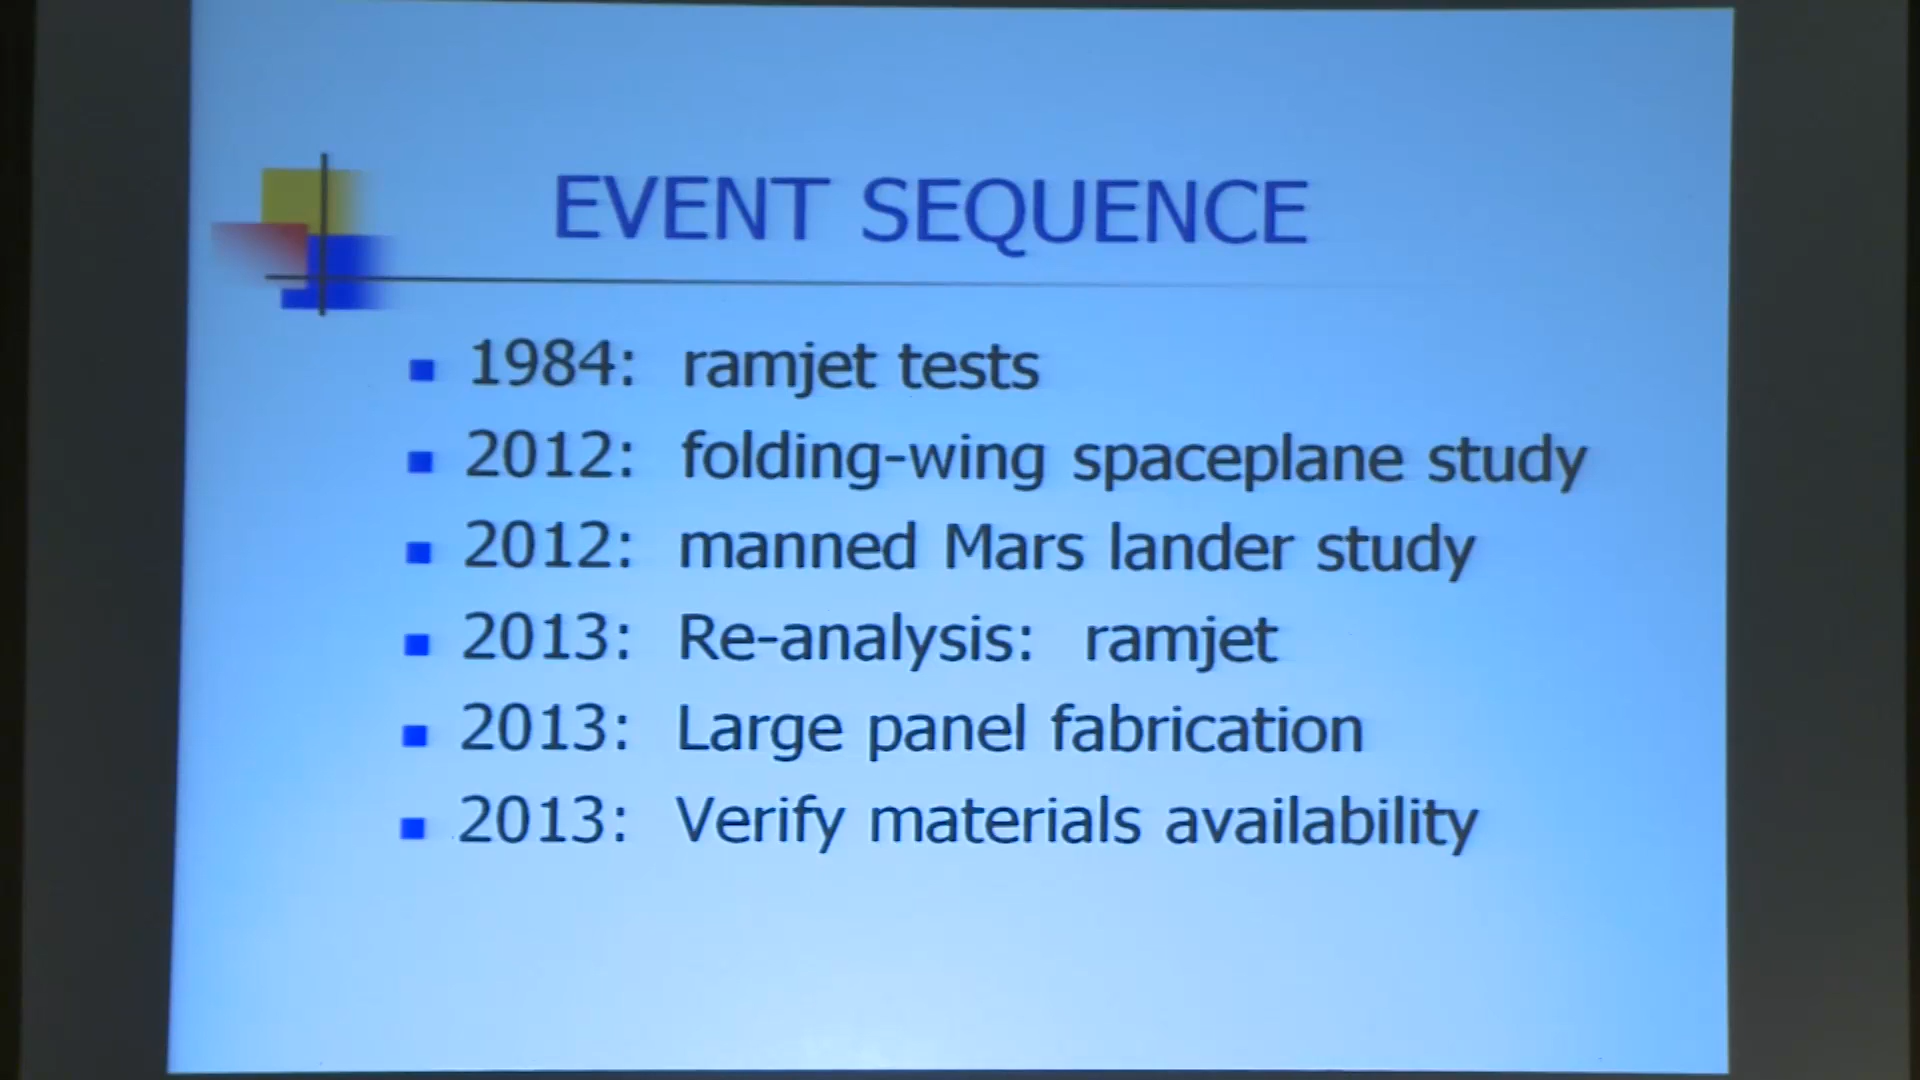 EVENT SEQUENCE
1984: ramjet tests
2012: folding-wing spaceplane study
2012: manned Mars lander study
2013: Re-analysis: ramjet
2013: Large panel fabrication
2013: Verify materials availability